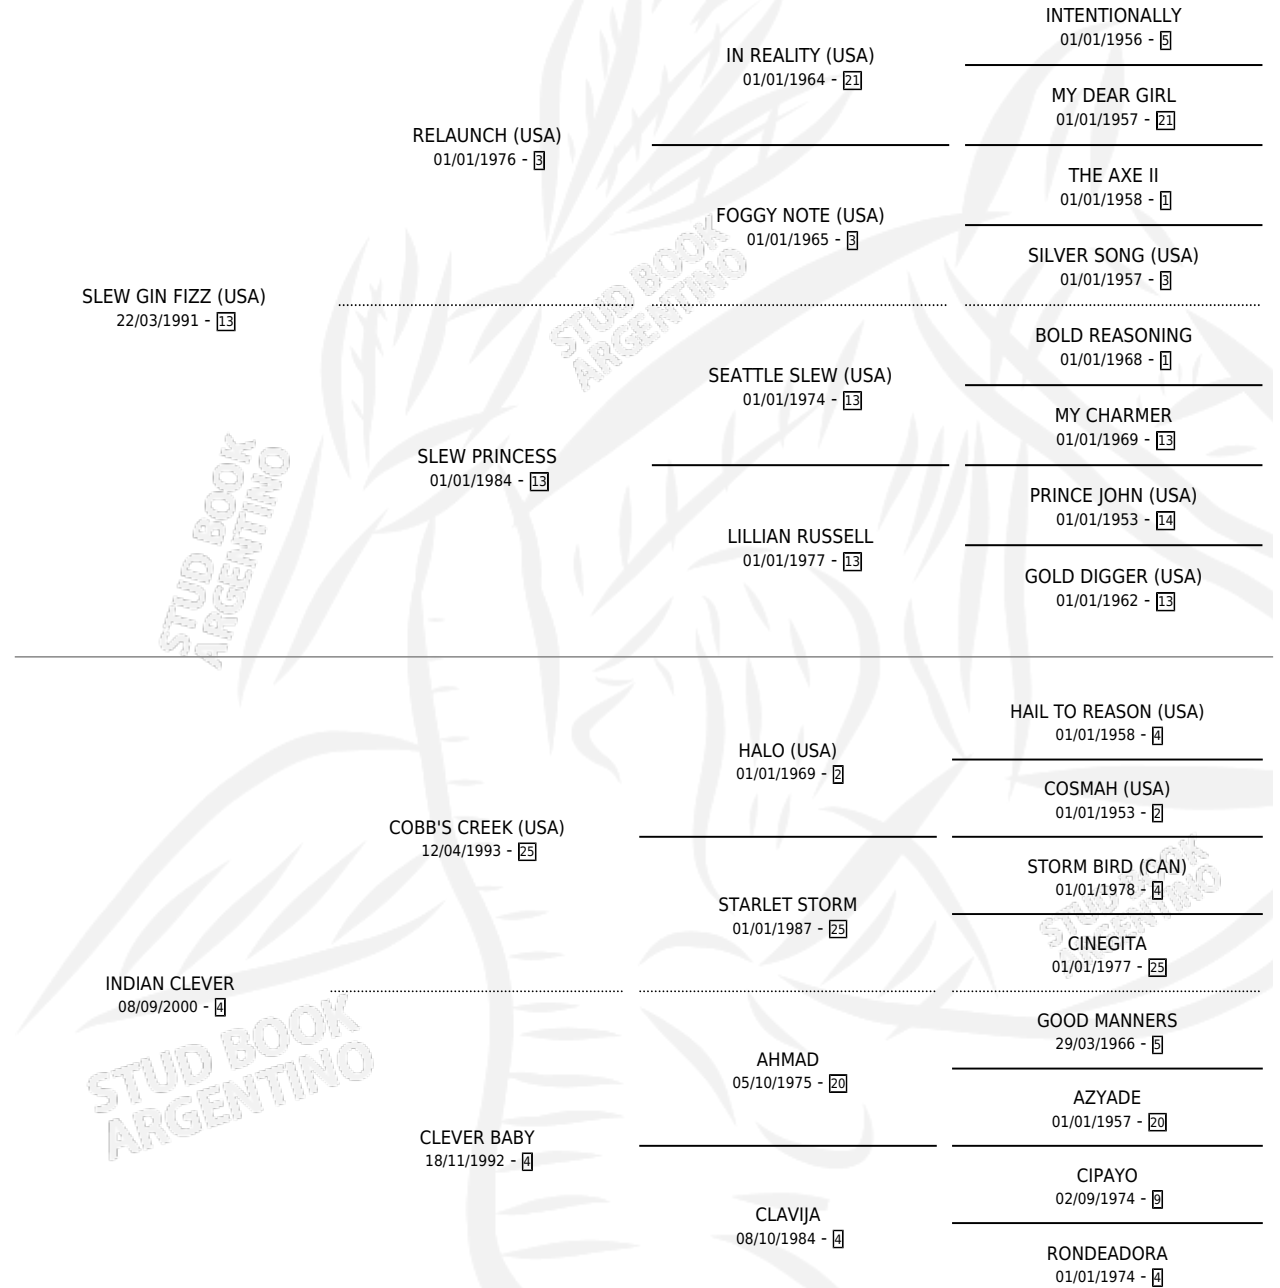 INTENTIONALLY
01/01/1956 - 5
IN REALITY (USA)
01/01/1964 - 21
MY DEAR GIRL
01/01/1957 - 21
RELAUNCH (USA)
01/01/1976 - 3
THE AXE II
01/01/1958 - 1
FOGGY NOTE (USA)
01/01/1965 - 3
SILVER SONG (USA)
01/01/1957 - 3
SLEW GIN FIZZ (USA)
22/03/1991 - 13
BOLD REASONING
01/01/1968 - 1
SEATTLE SLEW (USA)
01/01/1974 - 13
MY CHARMER
01/01/1969 - 13
SLEW PRINCESS
01/01/1984 - 13
PRINCE JOHN (USA)
01/01/1953 - 14
LILLIAN RUSSELL
01/01/1977 - 13
GOLD DIGGER (USA)
01/01/1962 - 13
HAIL TO REASON (USA)
01/01/1958 - 4
HALO (USA)
01/01/1969 - 2
COSMAH (USA)
01/01/1953 - 2
COBB'S CREEK (USA)
12/04/1993 - 25
STORM BIRD (CAN)
01/01/1978 - 4
STARLET STORM
01/01/1987 - 25
CINEGITA
01/01/1977 - 25
INDIAN CLEVER
08/09/2000 - 4
GOOD MANNERS
29/03/1966 - 5
AHMAD
05/10/1975 - 20
AZYADE
01/01/1957 - 20
CLEVER BABY
18/11/1992 - 4
CIPAYO
02/09/1974 - 9
CLAVIJA
08/10/1984 - 4
RONDEADORA
01/01/1974 - 4
STUD BOOK
ARGENTINO
STUD BOOK
ARGENTINO
STUD BOOK
ARGENTINO
STUD BOOK
ARGENTINO